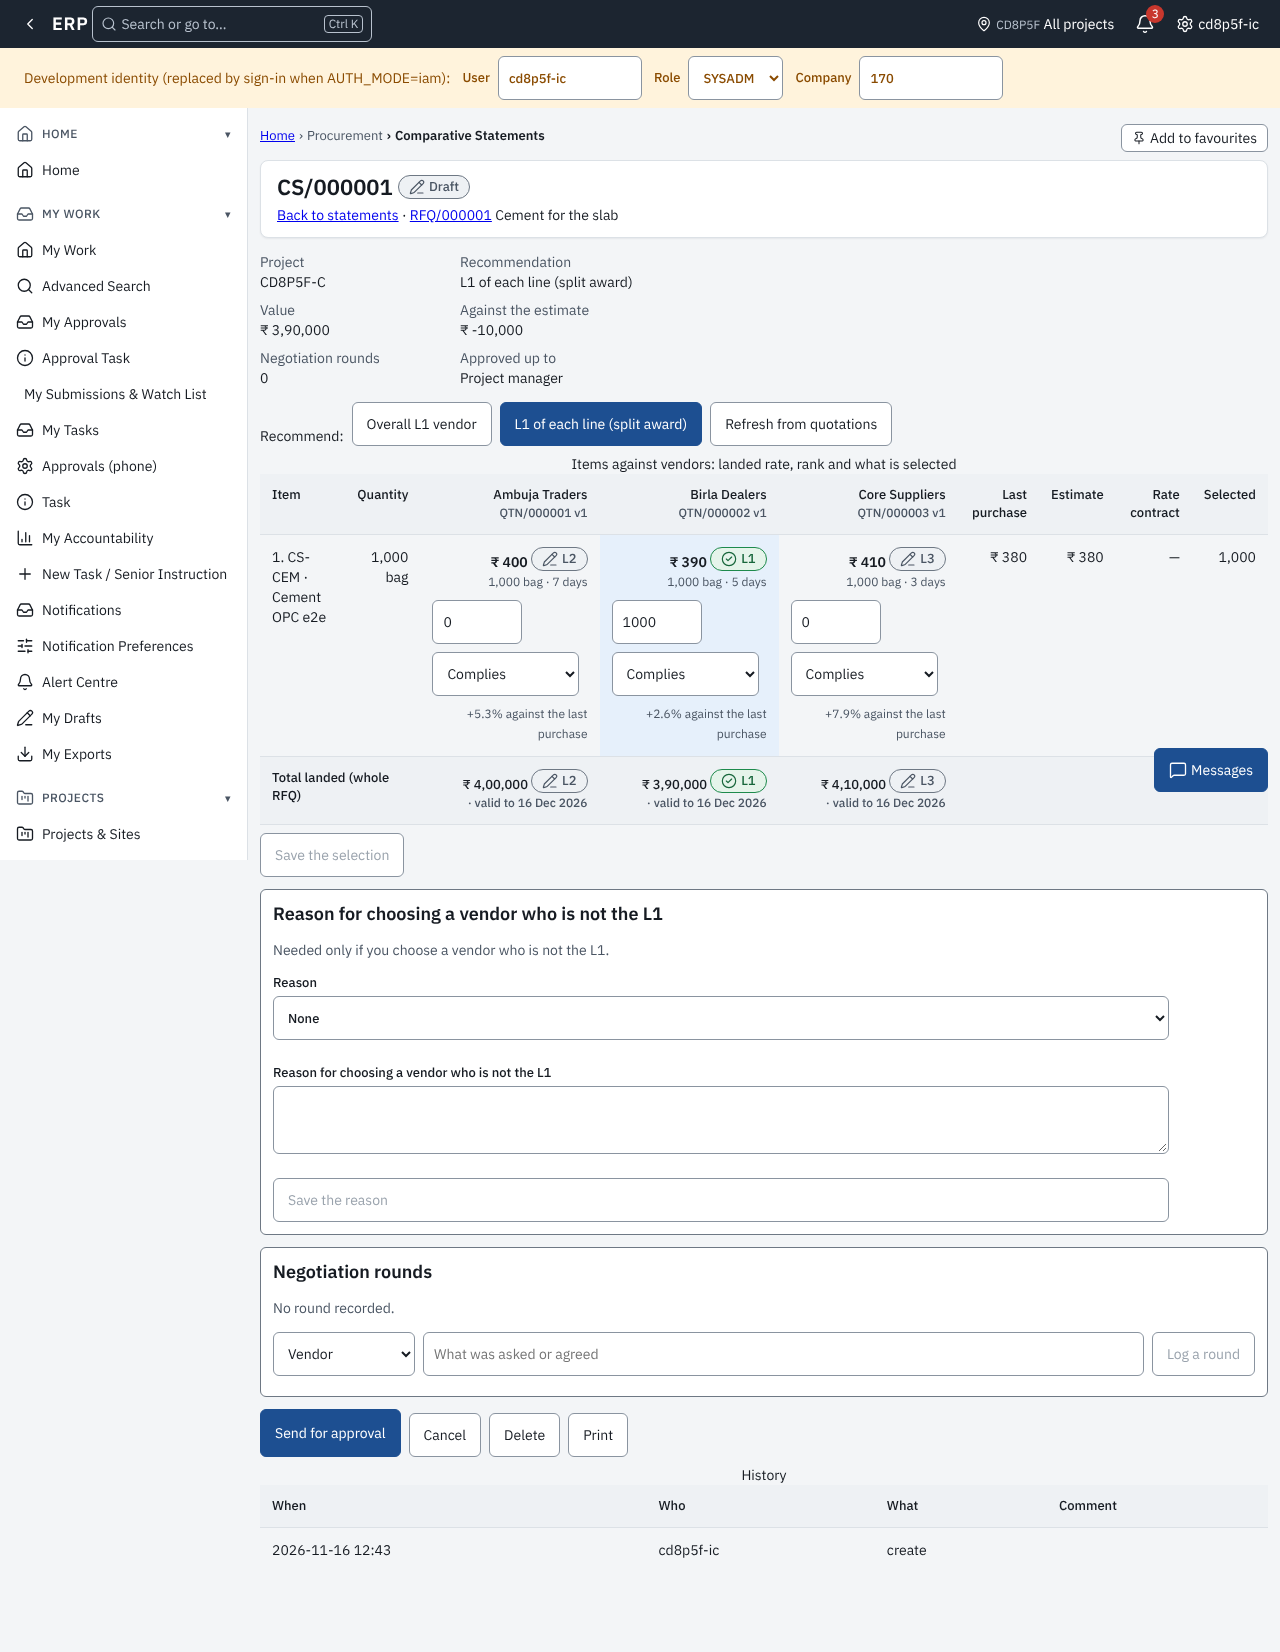 ERP Search or go to... Ctrl K CD8P5F All projects 3 cd8p5f-ic
Development identity (replaced by sign-in when AUTH_MODE=iam): User cd8p5f-ic Role SYSADM Company 170
HOME
Home
MY WORK
My Work
Advanced Search
My Approvals
Approval Task
My Submissions & Watch List
My Tasks
Approvals (phone)
Task
My Accountability
New Task / Senior Instruction
Notifications
Notification Preferences
Alert Centre
My Drafts
My Exports
PROJECTS
Projects & Sites
Home › Procurement › Comparative Statements
Add to favourites
CS/000001 Draft
Back to statements · RFQ/000001 Cement for the slab
Project Recommendation
CD8P5F-C L1 of each line (split award)
Value Against the estimate
₹ 3,90,000 ₹ -10,000
Negotiation rounds Approved up to
0 Project manager
Recommend: Overall L1 vendor L1 of each line (split award) Refresh from quotations
Items against vendors: landed rate, rank and what is selected
Item Quantity Ambuja Traders Birla Dealers Core Suppliers Last Estimate Rate Selected
QTN/000001 v1 QTN/000002 v1 QTN/000003 v1 purchase contract
1. CS- 1,000 ₹ 400 L2 ₹ 390 L1 ₹ 410 L3 ₹ 380 ₹ 380 — 1,000
CEM · bag 1,000 bag · 7 days 1,000 bag · 5 days 1,000 bag · 3 days
Cement
OPC e2e
0 1000 0
Complies Complies Complies
+5.3% against the last +2.6% against the last +7.9% against the last
purchase purchase purchase
Total landed (whole ₹ 4,00,000 L2 ₹ 3,90,000 L1 ₹ 4,10,000 L3
RFQ) · valid to 16 Dec 2026 · valid to 16 Dec 2026 · valid to 16 Dec 2026
Messages
Save the selection
Reason for choosing a vendor who is not the L1
Needed only if you choose a vendor who is not the L1.
Reason
None
Reason for choosing a vendor who is not the L1
Save the reason
Negotiation rounds
No round recorded.
Vendor What was asked or agreed Log a round
Send for approval Cancel Delete Print
History
When Who What Comment
2026-11-16 12:43 cd8p5f-ic create